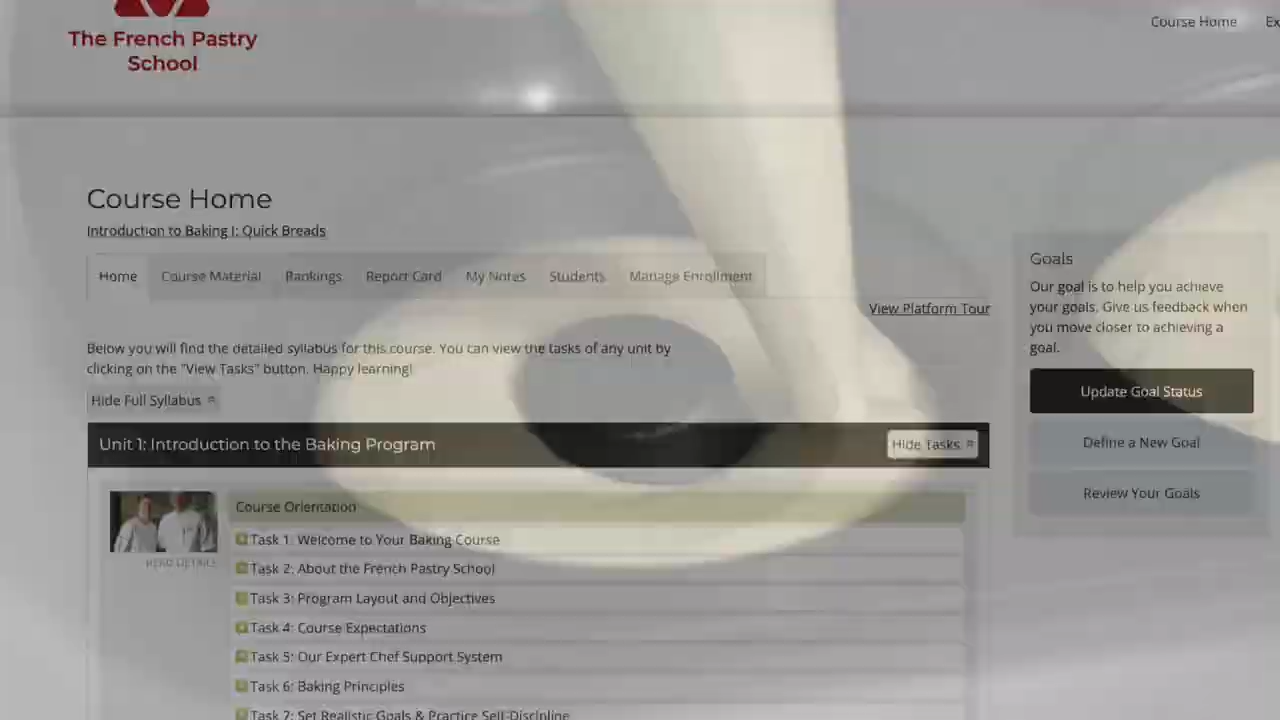 The French Pastry
School
Course Home
Course Home
Introduction to Baking I: Quick Breads
Home Course Material Rankings Report Card My Notes Students Manage Enrollment
View Platform Tour
Below you will find the detailed syllabus for this course. You can view the tasks of any unit by
clicking on the "View Tasks" button. Happy learning!
Hide Full Syllabus
Unit 1: Introduction to the Baking Program
Hide Tasks
READ DETAILS
Course Orientation
Task 1: Welcome to Your Baking Course
Task 2: About the French Pastry School
Task 3: Program Layout and Objectives
Task 4: Course Expectations
Task 5: Our Expert Chef Support System
Task 6: Baking Principles
Task 7: Set Realistic Goals & Practice Self-Discipline
Goals
Our goal is to help you achieve
your goals. Give us feedback when
you move closer to achieving a
goal.
Update Goal Status
Define a New Goal
Review Your Goals